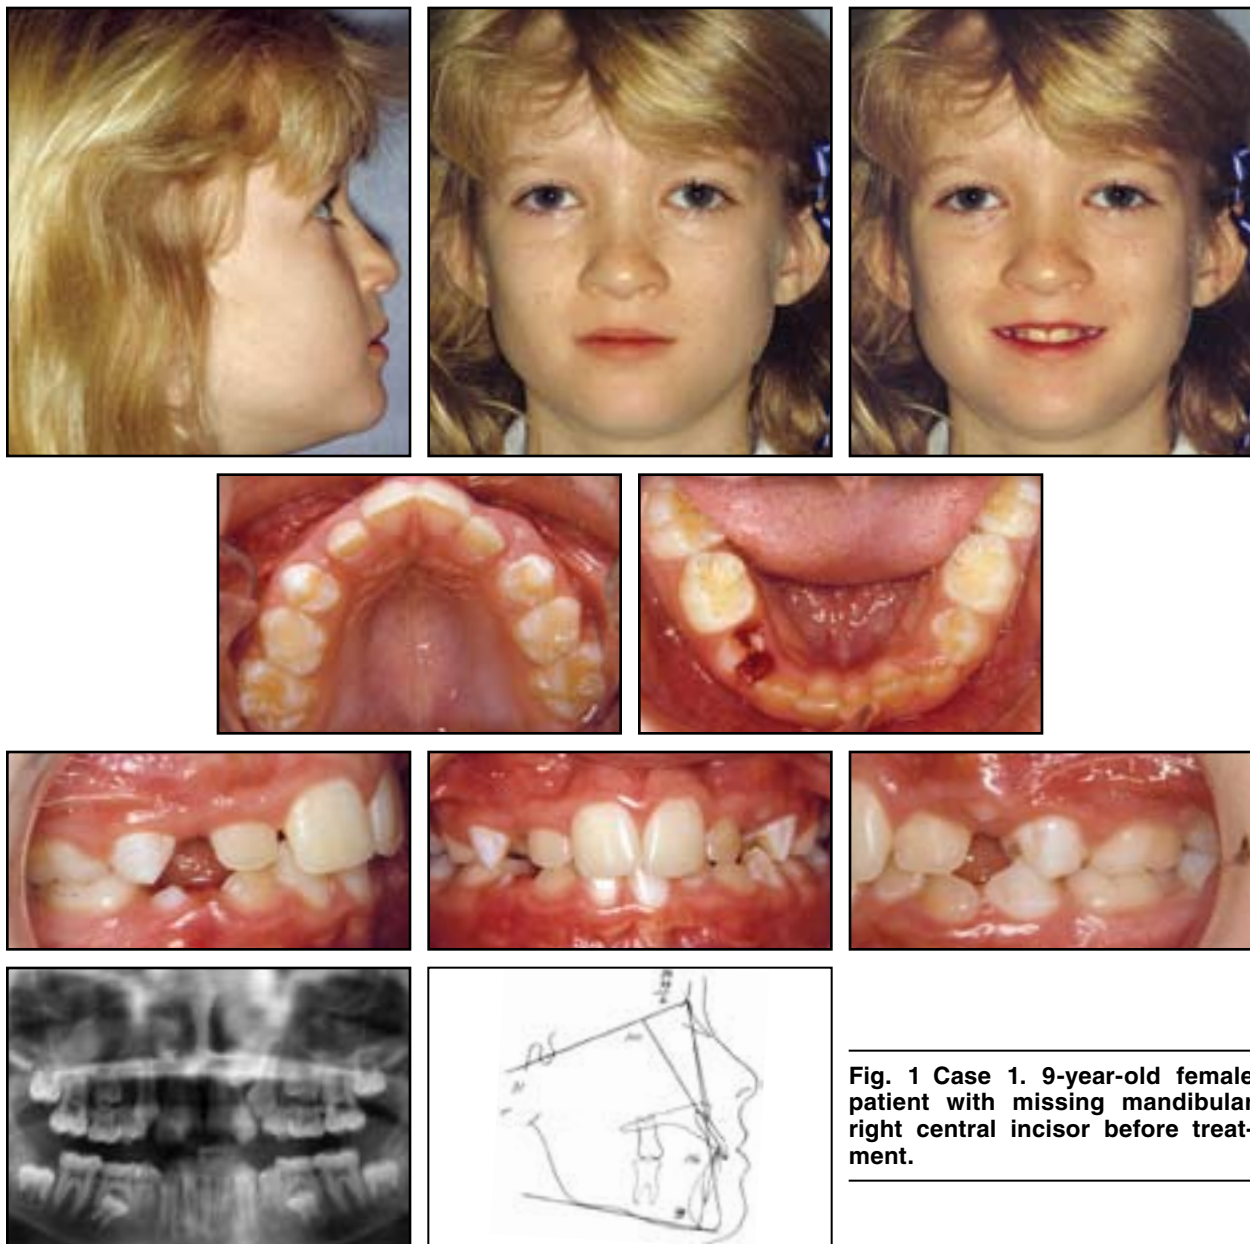 Fig. 1 Case 1. 9-year-old female
patient with missing mandibular
right central incisor before treat-
ment.